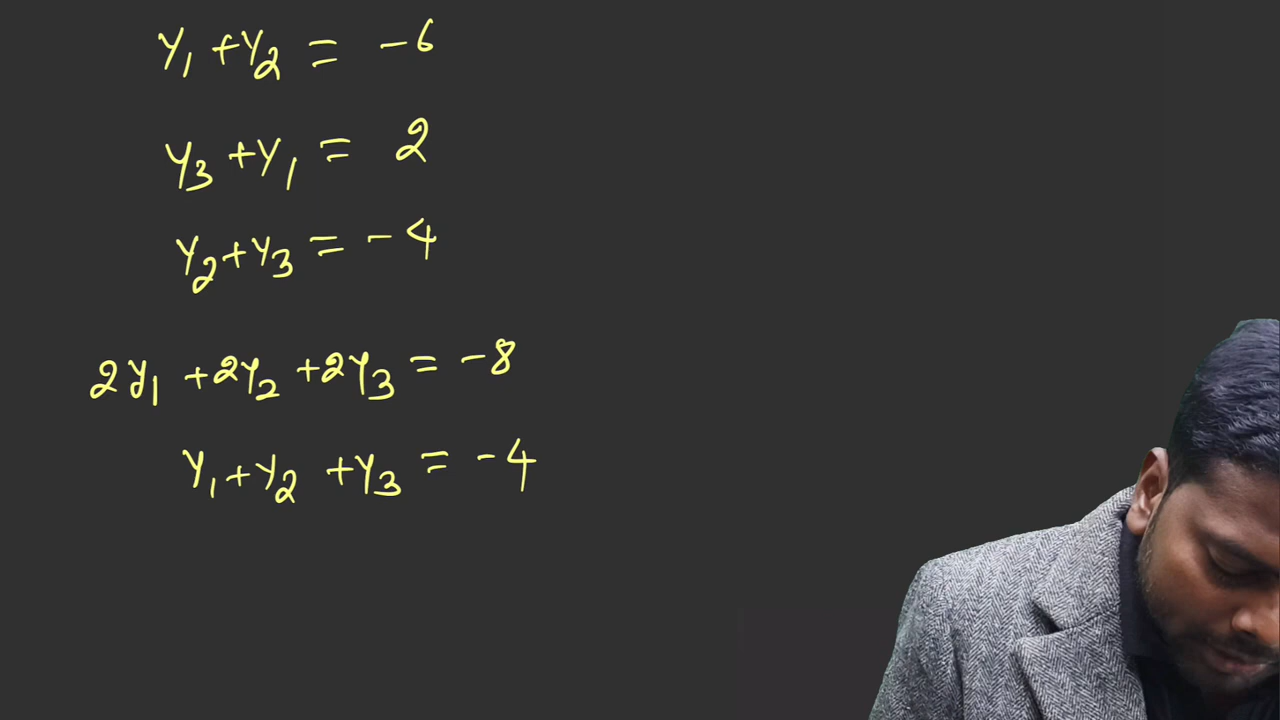 y₁ + y₂ = -6
y₃ + y₁ = 2
y₂ + y₃ = -4
2y₁ + 2y₂ + 2y₃ = -8
y₁ + y₂ + y₃ = -4